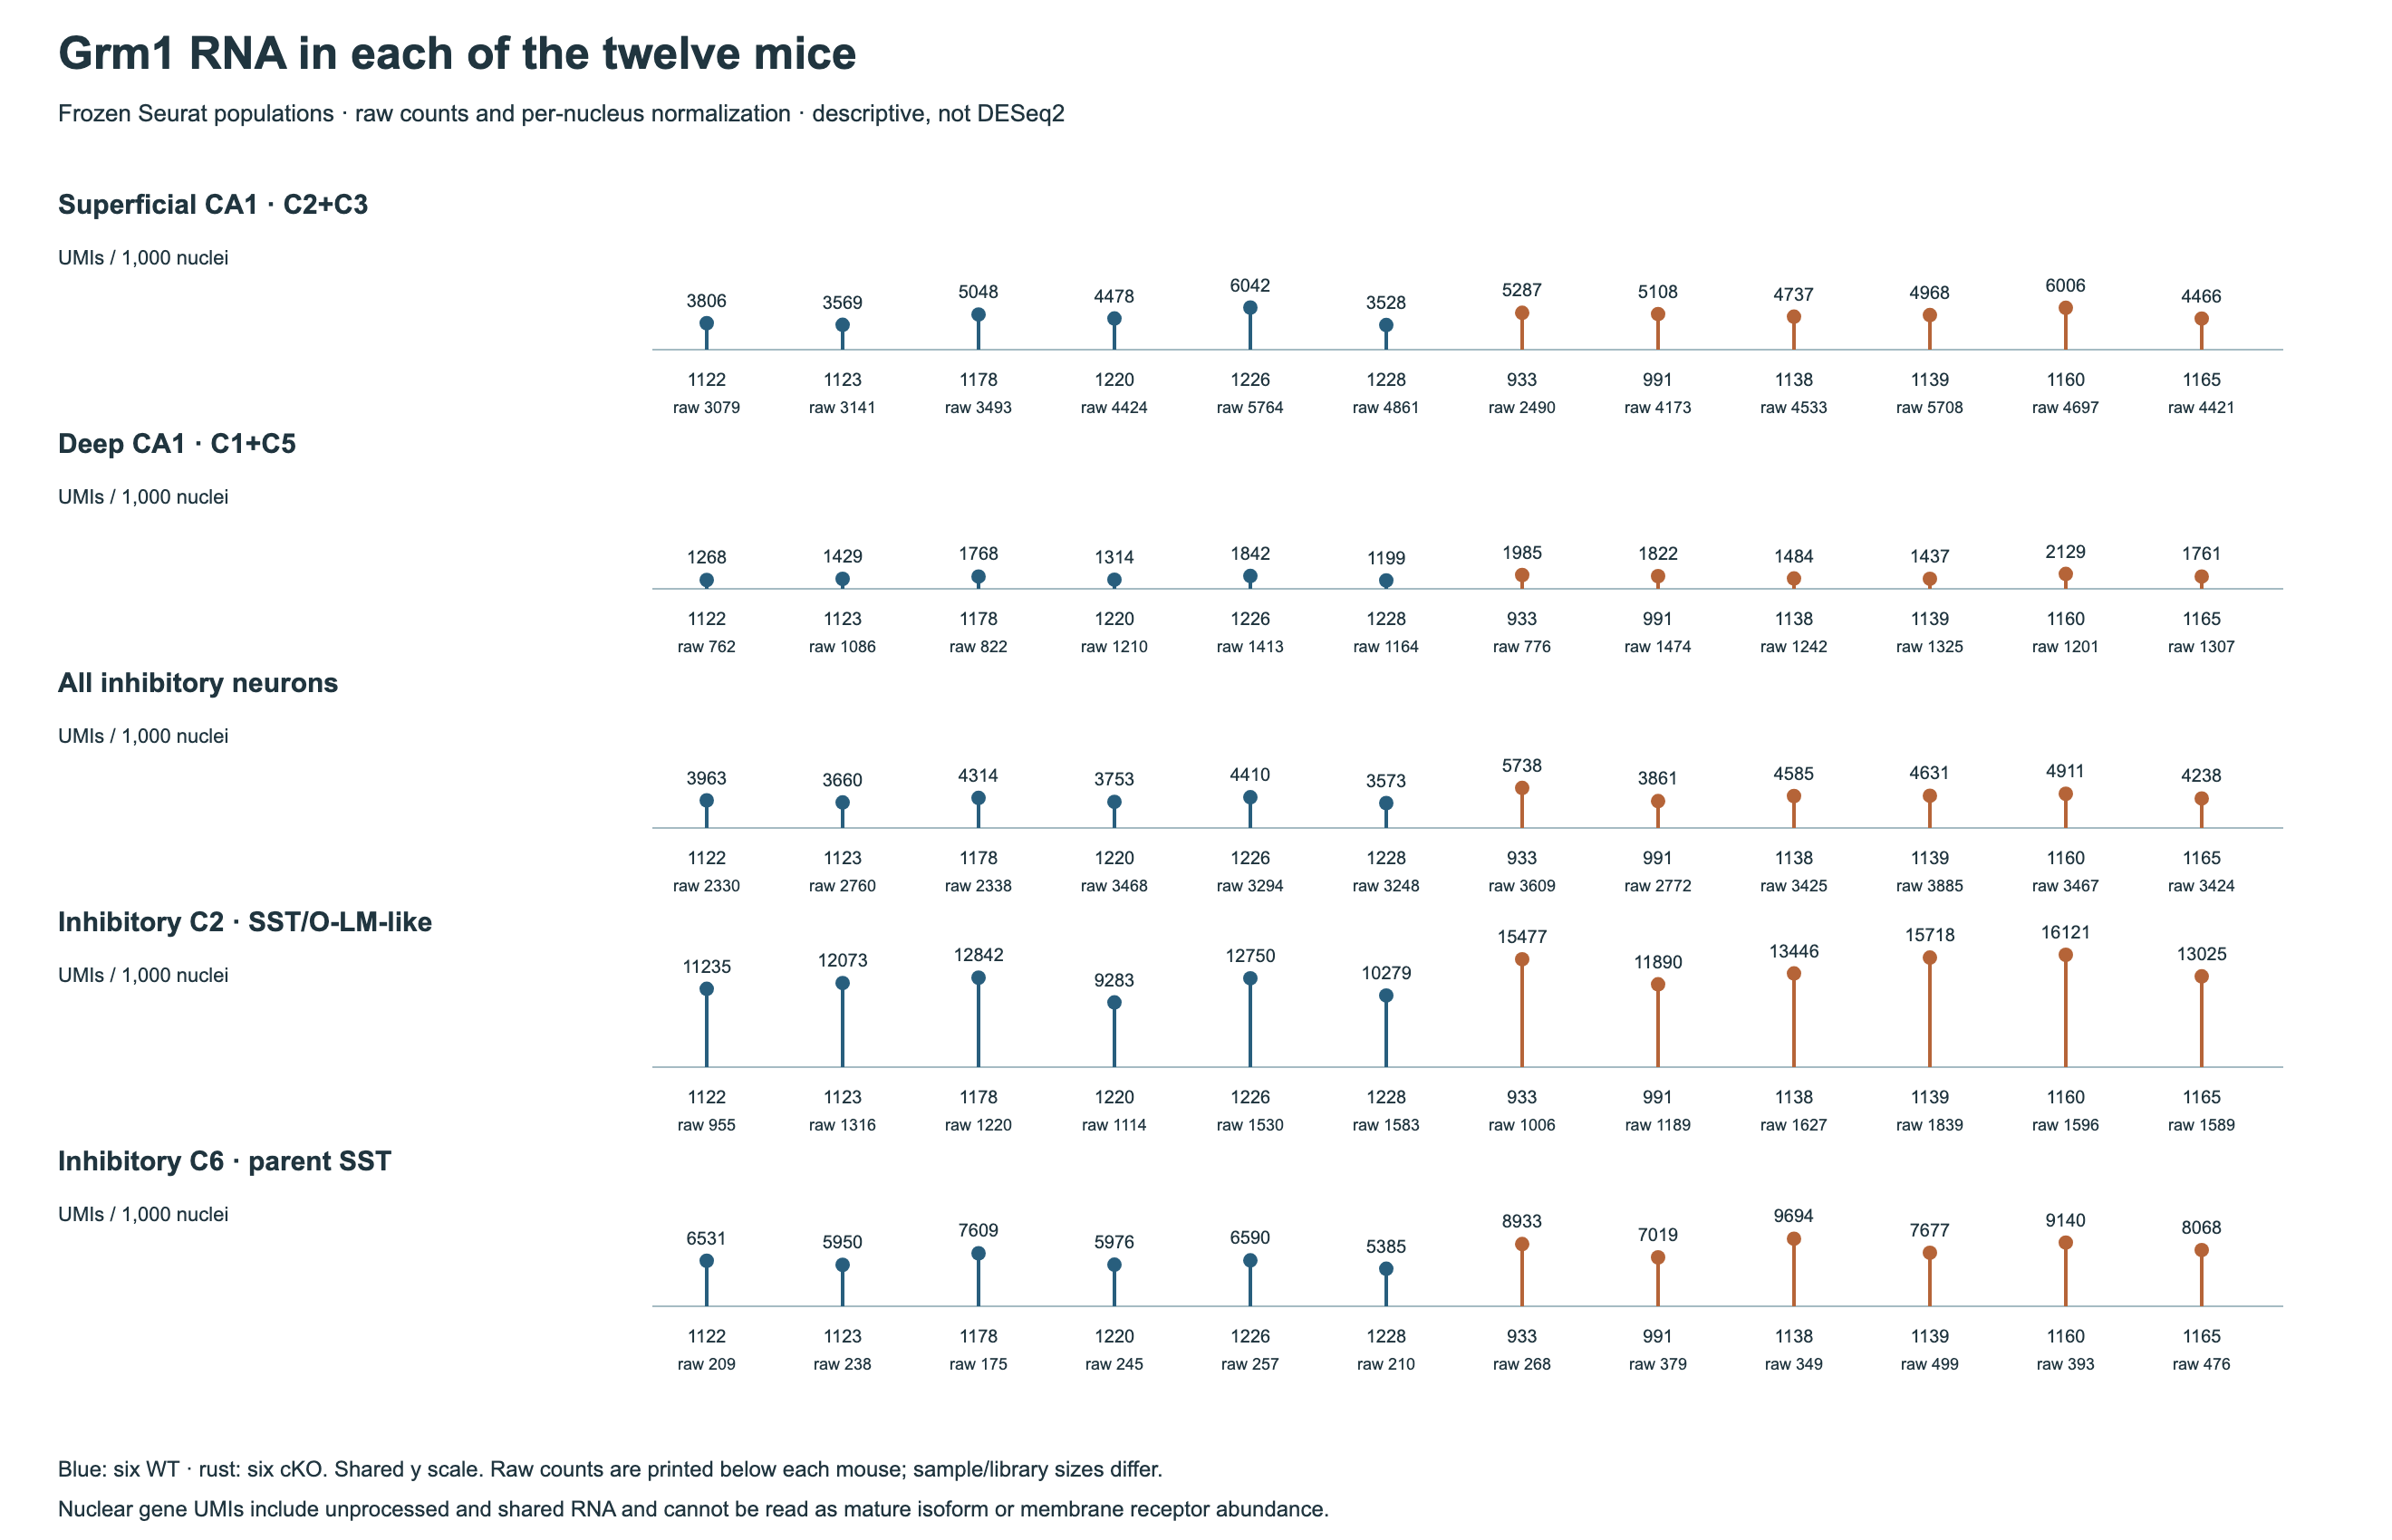 Grm1 RNA in each of the twelve mice
Frozen Seurat populations · raw counts and per-nucleus normalization · descriptive, not DESeq2
Superficial CA1 · C2+C3
UMIs / 1,000 nuclei
3806 3569 5048 4478 6042 3528 5287 5108 4737 4968 6006 4466
1122 1123 1178 1220 1226 1228 933 991 1138 1139 1160 1165
raw 3079 raw 3141 raw 3493 raw 4424 raw 5764 raw 4861 raw 2490 raw 4173 raw 4533 raw 5708 raw 4697 raw 4421
Deep CA1 · C1+C5
UMIs / 1,000 nuclei
1268 1429 1768 1314 1842 1199 1985 1822 1484 1437 2129 1761
1122 1123 1178 1220 1226 1228 933 991 1138 1139 1160 1165
raw 762 raw 1086 raw 822 raw 1210 raw 1413 raw 1164 raw 776 raw 1474 raw 1242 raw 1325 raw 1201 raw 1307
All inhibitory neurons
UMIs / 1,000 nuclei
3963 3660 4314 3753 4410 3573 5738 3861 4585 4631 4911 4238
1122 1123 1178 1220 1226 1228 933 991 1138 1139 1160 1165
raw 2330 raw 2760 raw 2338 raw 3468 raw 3294 raw 3248 raw 3609 raw 2772 raw 3425 raw 3885 raw 3467 raw 3424
Inhibitory C2 · SST/O-LM-like
UMIs / 1,000 nuclei
11235 12073 12842 9283 12750 10279 15477 11890 13446 15718 16121 13025
1122 1123 1178 1220 1226 1228 933 991 1138 1139 1160 1165
raw 955 raw 1316 raw 1220 raw 1114 raw 1530 raw 1583 raw 1006 raw 1189 raw 1627 raw 1839 raw 1596 raw 1589
Inhibitory C6 · parent SST
UMIs / 1,000 nuclei
6531 5950 7609 5976 6590 5385 8933 7019 9694 7677 9140 8068
1122 1123 1178 1220 1226 1228 933 991 1138 1139 1160 1165
raw 209 raw 238 raw 175 raw 245 raw 257 raw 210 raw 268 raw 379 raw 349 raw 499 raw 393 raw 476
Blue: six WT · rust: six cKO. Shared y scale. Raw counts are printed below each mouse; sample/library sizes differ.
Nuclear gene UMIs include unprocessed and shared RNA and cannot be read as mature isoform or membrane receptor abundance.